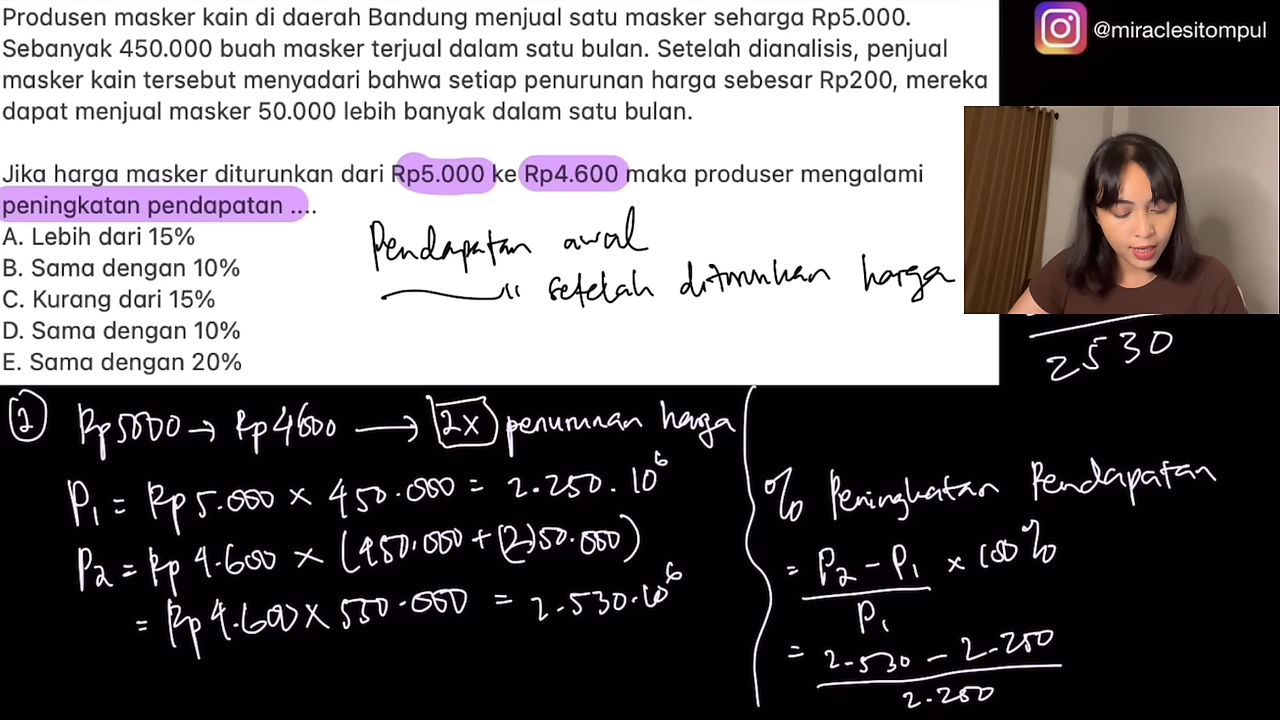 Produsen masker kain di daerah Bandung menjual satu masker seharga Rp5.000.
Sebanyak 450.000 buah masker terjual dalam satu bulan. Setelah dianalisis, penjual
masker kain tersebut menyadari bahwa setiap penurunan harga sebesar Rp200, mereka
dapat menjual masker 50.000 lebih banyak dalam satu bulan.
Jika harga masker diturunkan dari Rp5.000 ke Rp4.600 maka produser mengalami
peningkatan pendapatan ....
A. Lebih dari 15%
B. Sama dengan 10%
C. Kurang dari 15%
D. Sama dengan 10%
E. Sama dengan 20%
@miraclesitompul
Pendapatan awal
〃 setelah diturunkan harga
2530
② Rp5000 → Rp4600 → 2x penurunan harga
P₁ = Rp 5.000 × 450.000 = 2.250.10⁶
P₂ = Rp 4.600 × (450.000 + (2)50.000)
= Rp 4.600 × 550.000 = 2.530.10⁶
% Peningkatan Pendapatan
= P₂ - P₁ × 100%
P₁
= 2.530 - 2.250
2.250